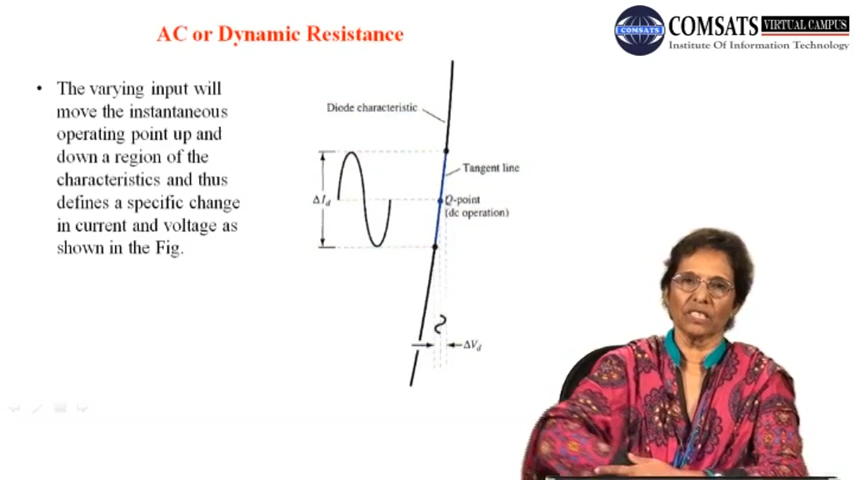 AC or Dynamic Resistance
COMSATS VIRTUAL CAMPUS
COMSATS
Institute Of Information Technology
• The varying input will
move the instantaneous
operating point up and
down a region of the
characteristics and thus
defines a specific change
in current and voltage as
shown in the Fig.
Diode characteristic
Tangent line
Q-point
(dc operation)
ΔId
ΔVd